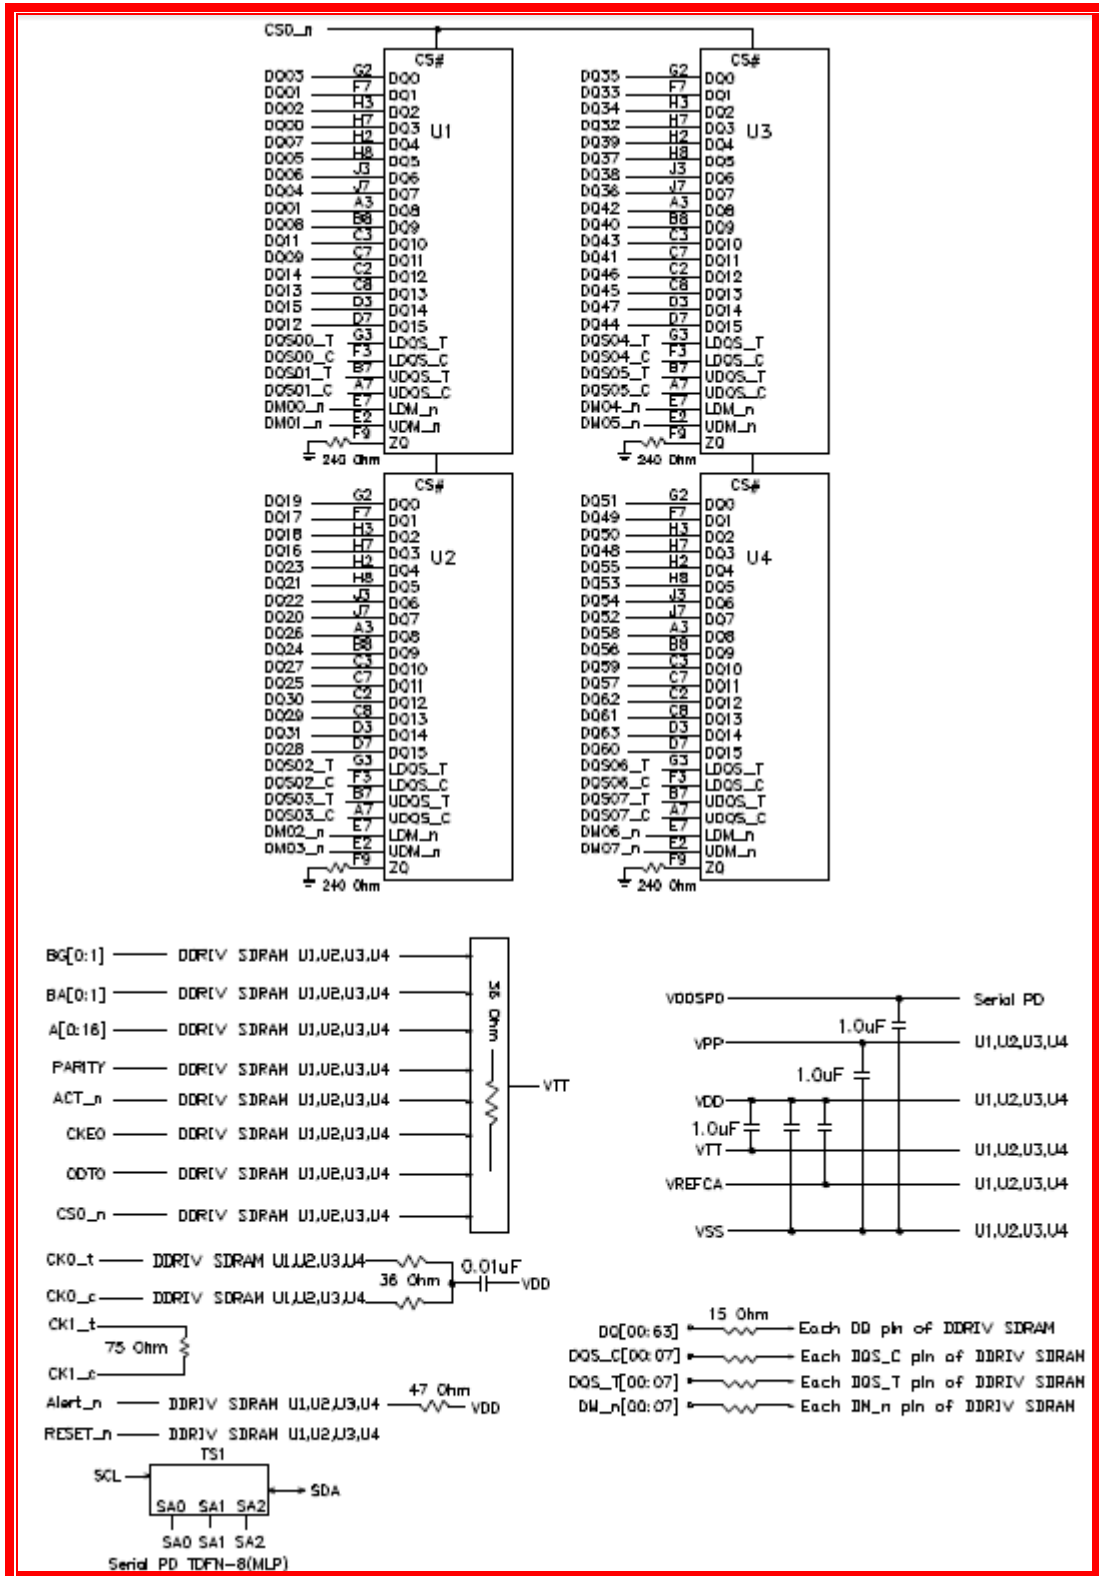 CS0_n
CS#
DQ03 G2 DQ0
DQ01 F7 DQ1
DQ02 H3 DQ2
DQ00 H7 DQ3
DQ07 H2 DQ4
DQ05 H8 DQ5
DQ06 J3 DQ6
DQ04 J7 DQ7
DQ01 A3 DQ8
DQ08 B8 DQ9
DQ11 C3 DQ10
DQ09 C7 DQ11
DQ14 C2 DQ12
DQ13 C8 DQ13
DQ15 D3 DQ14
DQ12 D7 DQ15
DQS00_T G3 LDQS_T
DQS00_C F3 LDQS_C
DQS01_T B7 UDQS_T
DQS01_C A7 UDQS_C
DM00_n E7 LDM_n
DM01_n E2 UDM_n
F9 ZQ
240 Ohm
U1
CS#
DQ35 G2 DQ0
DQ33 F7 DQ1
DQ34 H3 DQ2
DQ32 H7 DQ3
DQ39 H2 DQ4
DQ37 H8 DQ5
DQ38 J3 DQ6
DQ36 J7 DQ7
DQ42 A3 DQ8
DQ40 B8 DQ9
DQ43 C3 DQ10
DQ41 C7 DQ11
DQ46 C2 DQ12
DQ45 C8 DQ13
DQ47 D3 DQ14
DQ44 D7 DQ15
DQS04_T G3 LDQS_T
DQS04_C F3 LDQS_C
DQS05_T B7 UDQS_T
DQS05_C A7 UDQS_C
DM04_n E7 LDM_n
DM05_n E2 UDM_n
F9 ZQ
240 Ohm
U3
CS#
DQ19 G2 DQ0
DQ17 F7 DQ1
DQ18 H3 DQ2
DQ16 H7 DQ3
DQ23 H2 DQ4
DQ21 H8 DQ5
DQ22 J3 DQ6
DQ20 J7 DQ7
DQ26 A3 DQ8
DQ24 B8 DQ9
DQ27 C3 DQ10
DQ25 C7 DQ11
DQ30 C2 DQ12
DQ29 C8 DQ13
DQ31 D3 DQ14
DQ28 D7 DQ15
DQS02_T G3 LDQS_T
DQS02_C F3 LDQS_C
DQS03_T B7 UDQS_T
DQS03_C A7 UDQS_C
DM02_n E7 LDM_n
DM03_n E2 UDM_n
F9 ZQ
240 Ohm
U2
CS#
DQ51 G2 DQ0
DQ49 F7 DQ1
DQ50 H3 DQ2
DQ48 H7 DQ3
DQ55 H2 DQ4
DQ53 H8 DQ5
DQ54 J3 DQ6
DQ52 J7 DQ7
DQ58 A3 DQ8
DQ56 B8 DQ9
DQ59 C3 DQ10
DQ57 C7 DQ11
DQ62 C2 DQ12
DQ61 C8 DQ13
DQ63 D3 DQ14
DQ60 D7 DQ15
DQS06_T G3 LDQS_T
DQS06_C F3 LDQS_C
DQS07_T B7 UDQS_T
DQS07_C A7 UDQS_C
DM06_n E7 LDM_n
DM07_n E2 UDM_n
F9 ZQ
240 Ohm
U4
BG[0:1] DDRIV SDRAM U1,U2,U3,U4
BA[0:1] DDRIV SDRAM U1,U2,U3,U4
A[0:16] DDRIV SDRAM U1,U2,U3,U4
PARITY DDRIV SDRAM U1,U2,U3,U4
ACT_n DDRIV SDRAM U1,U2,U3,U4
CKE0 DDRIV SDRAM U1,U2,U3,U4
ODT0 DDRIV SDRAM U1,U2,U3,U4
CS0_n DDRIV SDRAM U1,U2,U3,U4
36 Ohm
VTT
CK0_t DDRIV SDRAM U1,U2,U3,U4
36 Ohm
0.01uF
VDD
CK0_c DDRIV SDRAM U1,U2,U3,U4
CK1_t
75 Ohm
CK1_c
Alert_n DDRIV SDRAM U1,U2,U3,U4
47 Ohm
VDD
RESET_n DDRIV SDRAM U1,U2,U3,U4
TS1
SCL
SDA
SA0 SA1 SA2
SA0 SA1 SA2
Serial PD TDFN-8(MLP)
VDDSPD Serial PD
1.0uF
VPP U1,U2,U3,U4
1.0uF
VDD U1,U2,U3,U4
1.0uF
VTT U1,U2,U3,U4
VREFCA U1,U2,U3,U4
VSS U1,U2,U3,U4
15 Ohm
DQ[00:63] Each DQ pin of DDRIV SDRAM
DQS_C[00:07] Each DQS_C pin of DDRIV SDRAM
DQS_T[00:07] Each DQS_T pin of DDRIV SDRAM
DM_n[00:07] Each DM_n pin of DDRIV SDRAM